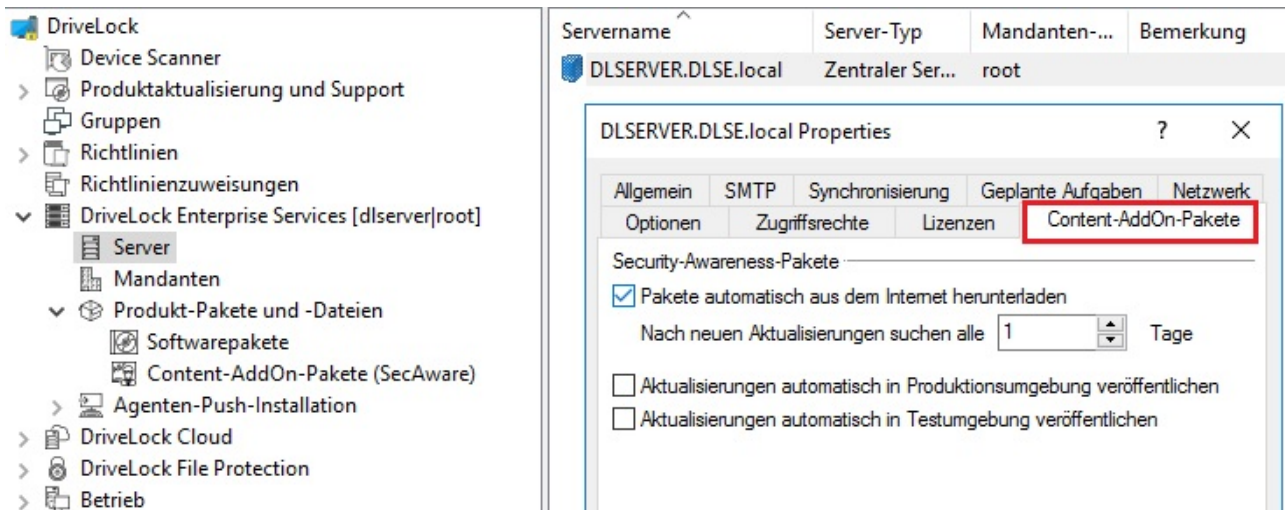 DriveLock
Device Scanner
Produktaktualisierung und Support
Gruppen
Richtlinien
Richtlinienzuweisungen
DriveLock Enterprise Services [dlserver|root]
Server
Mandanten
Produkt-Pakete und -Dateien
Softwarepakete
Content-AddOn-Pakete (SecAware)
Agenten-Push-Installation
DriveLock Cloud
DriveLock File Protection
Betrieb
Servername Server-Typ Mandanten-... Bemerkung
DLSERVER.DLSE.local Zentraler Ser... root
DLSERVER.DLSE.local Properties ? X
Allgemein SMTP Synchronisierung Geplante Aufgaben Netzwerk
Optionen Zugriffsrechte Lizenzen Content-AddOn-Pakete
Security-Awareness-Pakete
Pakete automatisch aus dem Internet herunterladen
Nach neuen Aktualisierungen suchen alle 1 Tage
Aktualisierungen automatisch in Produktionsumgebung veröffentlichen
Aktualisierungen automatisch in Testumgebung veröffentlichen